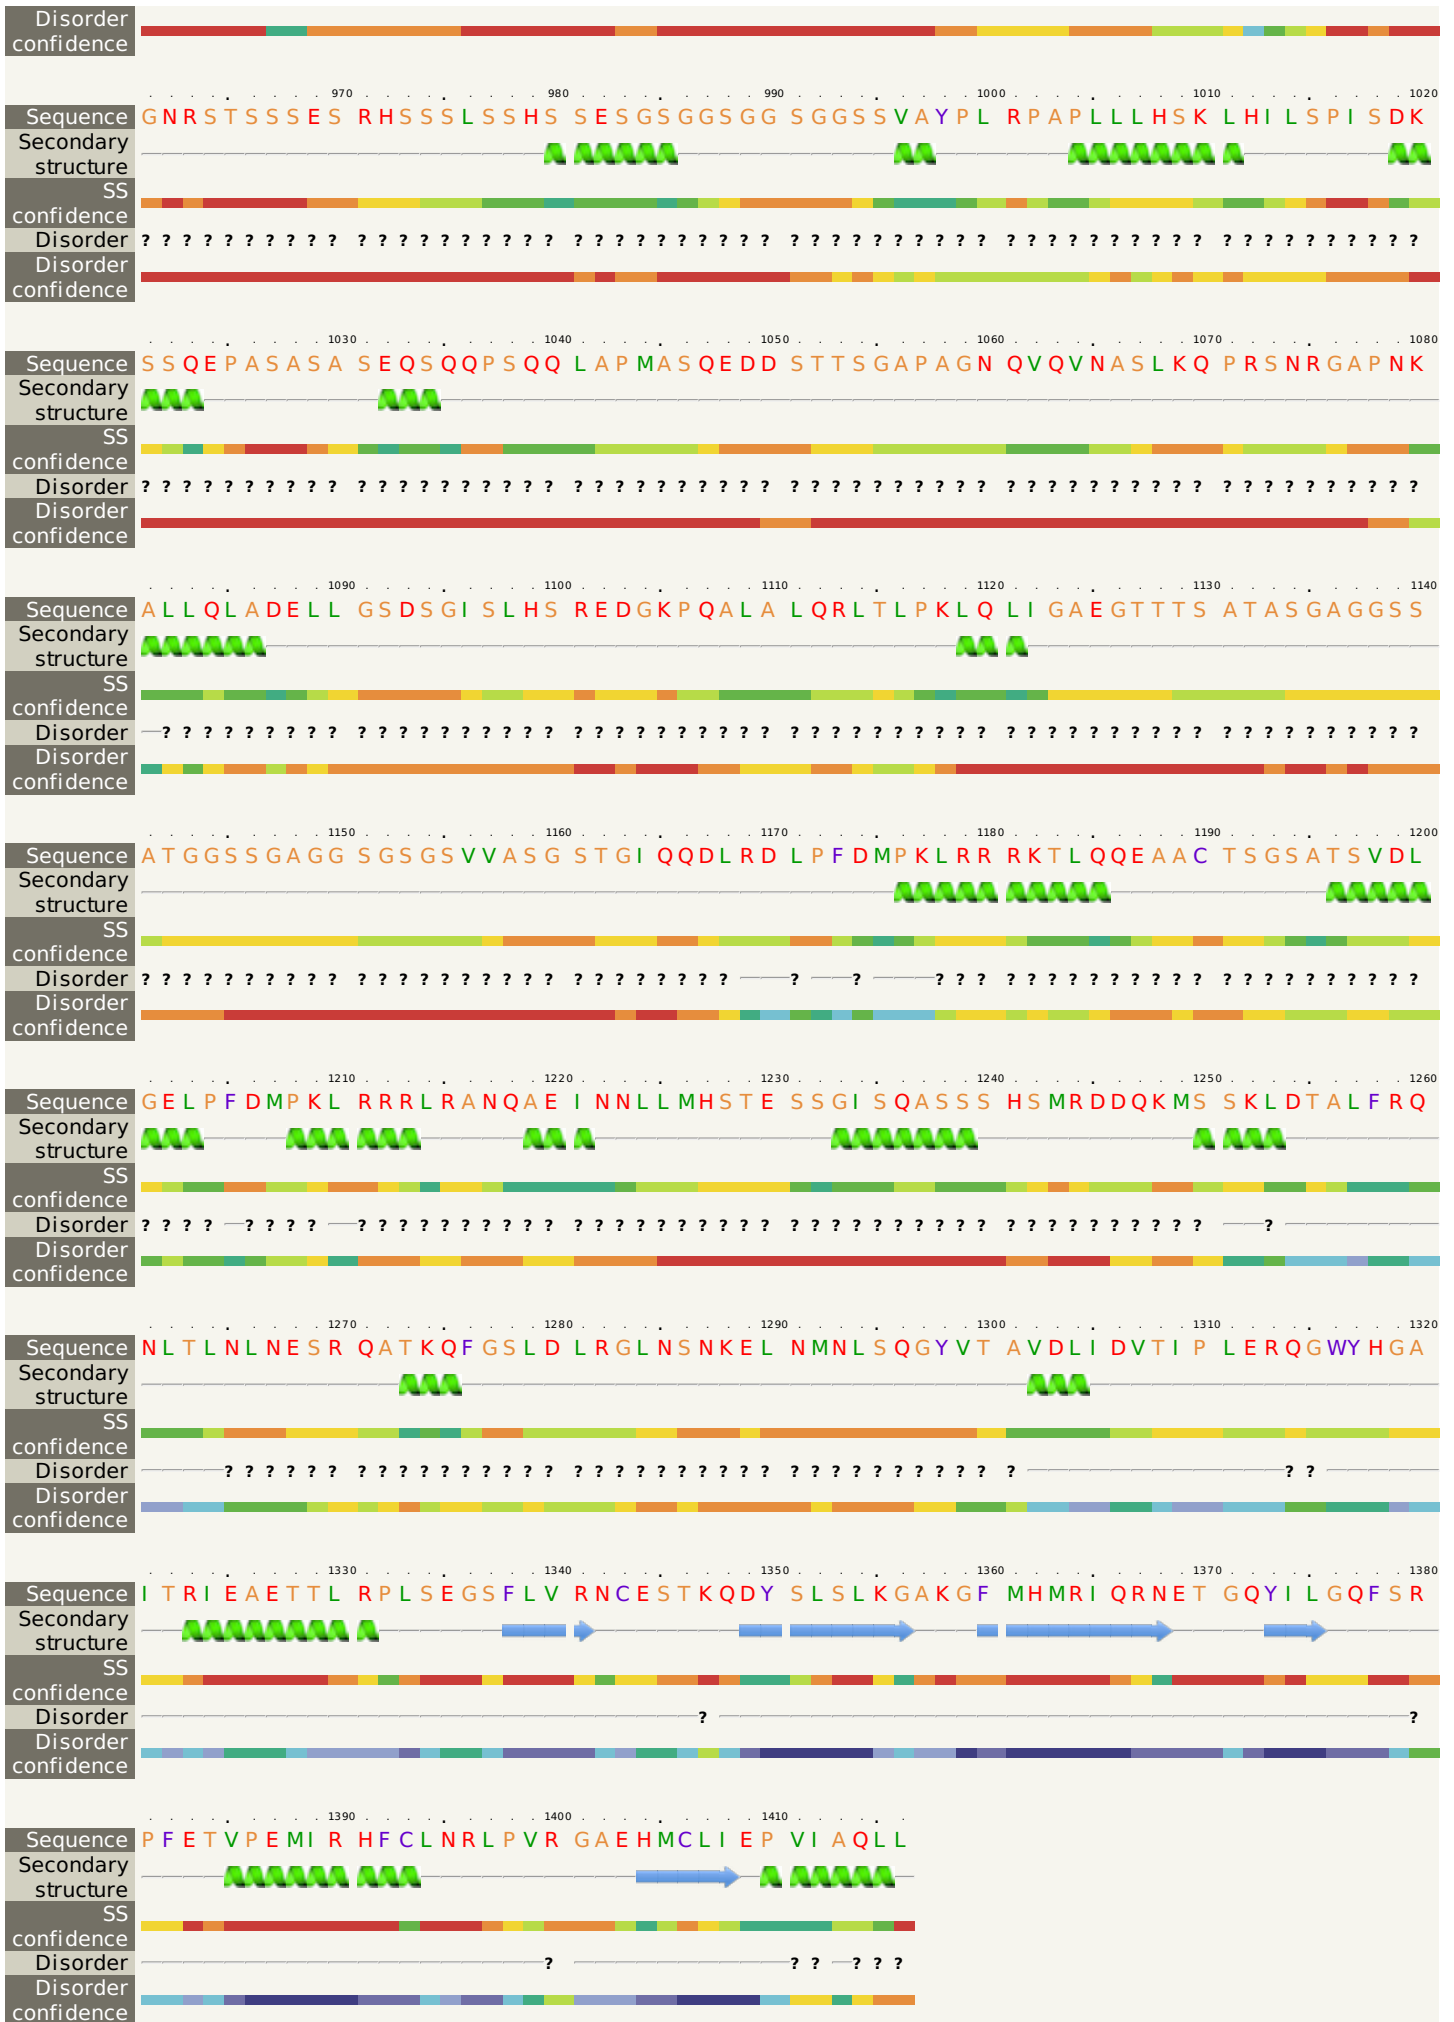 Disorder
confidence
970 980 990 1000 1010 1020
Sequence GNRSTSSSES RHSSSLSSHS SESGSGGSGG SGGSSVAYPL RPAPLLLHSK LHILSPISDK
Secondary
structure
SS
confidence
Disorder ?????????? ?????????? ?????????? ?????????? ?????????? ??????????
Disorder
confidence
1030 1040 1050 1060 1070 1080
Sequence SSQEPASASA SEQSQQPSQQ LAPMASQEDD STTSGAPAGN QVQVNASLKQ PRSNRGAPNK
Secondary
structure
SS
confidence
Disorder ?????????? ?????????? ?????????? ?????????? ?????????? ??????????
Disorder
confidence
1090 1100 1110 1120 1130 1140
Sequence ALLQLADELL GSDSGISLHS REDGKPQALA LQRLTLPKLQ LIGAEGTTTS ATASGAGGSS
Secondary
structure
SS
confidence
Disorder ????????? ?????????? ?????????? ?????????? ?????????? ??????????
Disorder
confidence
1150 1160 1170 1180 1190 1200
Sequence ATGGSSGAGG SGSGSVVASG STGIQQDLRD LPFDMPKLRR RKTLQQEAAC TSGSATSVDL
Secondary
structure
SS
confidence
Disorder ?????????? ?????????? ???????? ? ? ??? ?????????? ??????????
Disorder
confidence
1210 1220 1230 1240 1250 1260
Sequence GELPFDMPKL RRRLRANQAE INNLLMHSTE SSGISQASSS HSMRDDQKMS SKLDTALFRQ
Secondary
structure
SS
confidence
Disorder ???? ???? ?????????? ?????????? ?????????? ?????????? ?
Disorder
confidence
1270 1280 1290 1300 1310 1320
Sequence NLTLNLNESR QATKQFGSLD LRGLNSNKEL NMNLSQGYVT AVDLIDVTIP LERQGWYHGA
Secondary
structure
SS
confidence
Disorder ?????? ?????????? ?????????? ?????????? ? ??
Disorder
confidence
1330 1340 1350 1360 1370 1380
Sequence ITRIEAETTL RPLSEGSFLV RNCESTKQDY SLSLKGAKGF MHMRIQRNET GQYILGQFSR
Secondary
structure
SS
confidence
Disorder ? ?
Disorder
confidence
1390 1400 1410
Sequence PFETVPEMIR HFCLNRLPVR GAEHMCLIEP VIAQLL
Secondary
structure
SS
confidence
Disorder ? ?? ???
Disorder
confidence